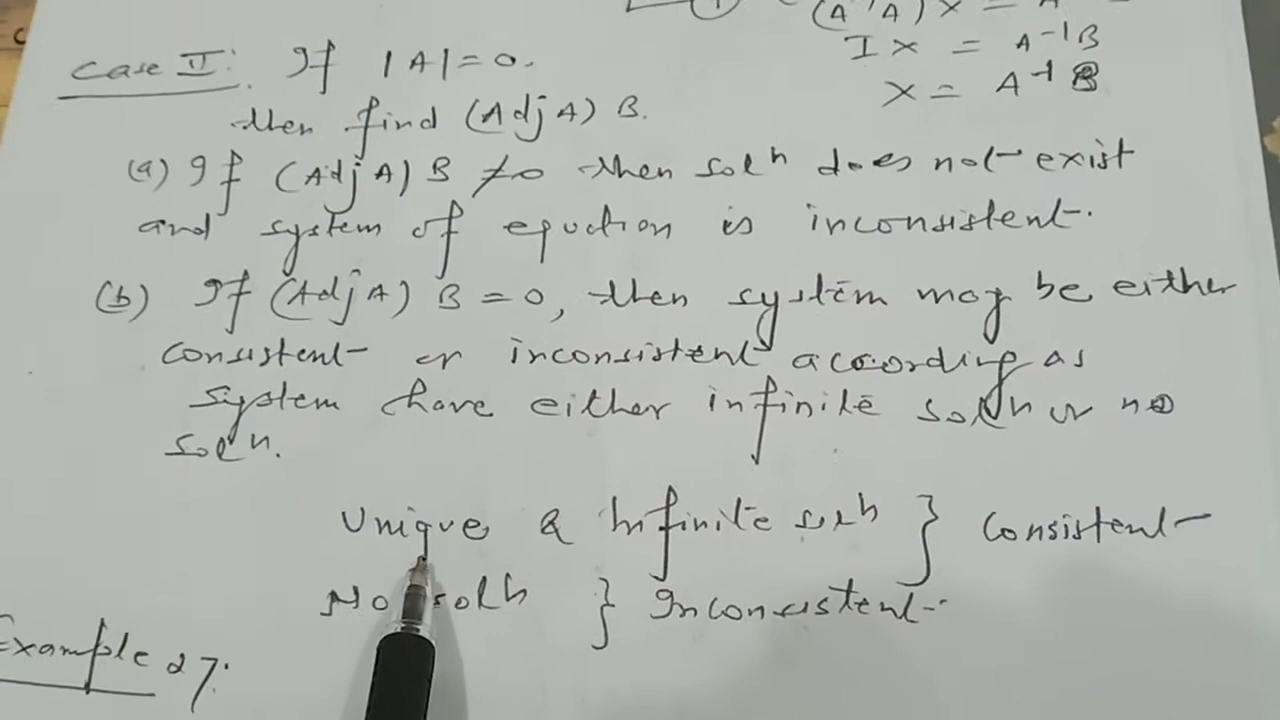 (A A) X = A
I X = A⁻¹B
X = A⁻¹ B
Case II: If |A| = 0.
then find (Adj A) B.
(a) If (Adj A) B ≠ 0 then solⁿ does not exist
and system of equation is inconsistent.
(b) If (Adj A) B = 0, then system may be either
consistent or inconsistent according as
system have either infinite solⁿ or no
solⁿ.
Unique & Infinite solⁿ } Consistent
No solⁿ } Inconsistent.
Example 27: